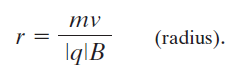 r = mv / |q|B (radius).